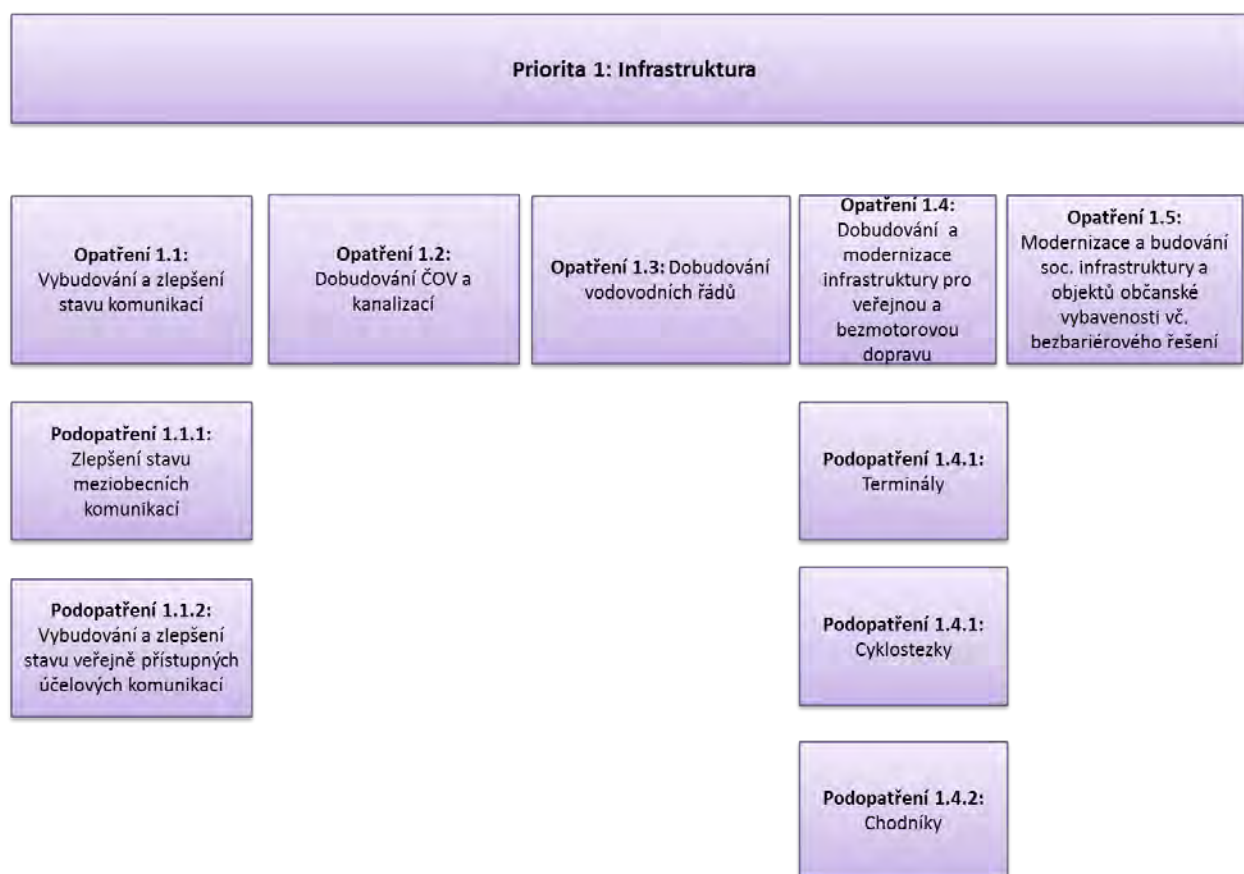 Priorita 1: Infrastruktura
Opatření 1.1:
Vybudování a zlepšení
stavu komunikací
Opatření 1.2:
Dobudování ČOV a
kanalizací
Opatření 1.3: Dobudování
vodovodních řádů
Opatření 1.4:
Dobudování a
modernizace
infrastruktury pro
veřejnou a
bezmotorovou
dopravu
Opatření 1.5:
Modernizace a budování
soc. infrastruktury a
objektů občanské
vybavenosti vč.
bezbariérového řešení
Podopatření 1.1.1:
Zlepšení stavu
meziobecních
komunikací
Podopatření 1.1.2:
Vybudování a zlepšení
stavu veřejně přístupných
účelových komunikací
Podopatření 1.4.1:
Terminály
Podopatření 1.4.1:
Cyklostezky
Podopatření 1.4.2:
Chodníky